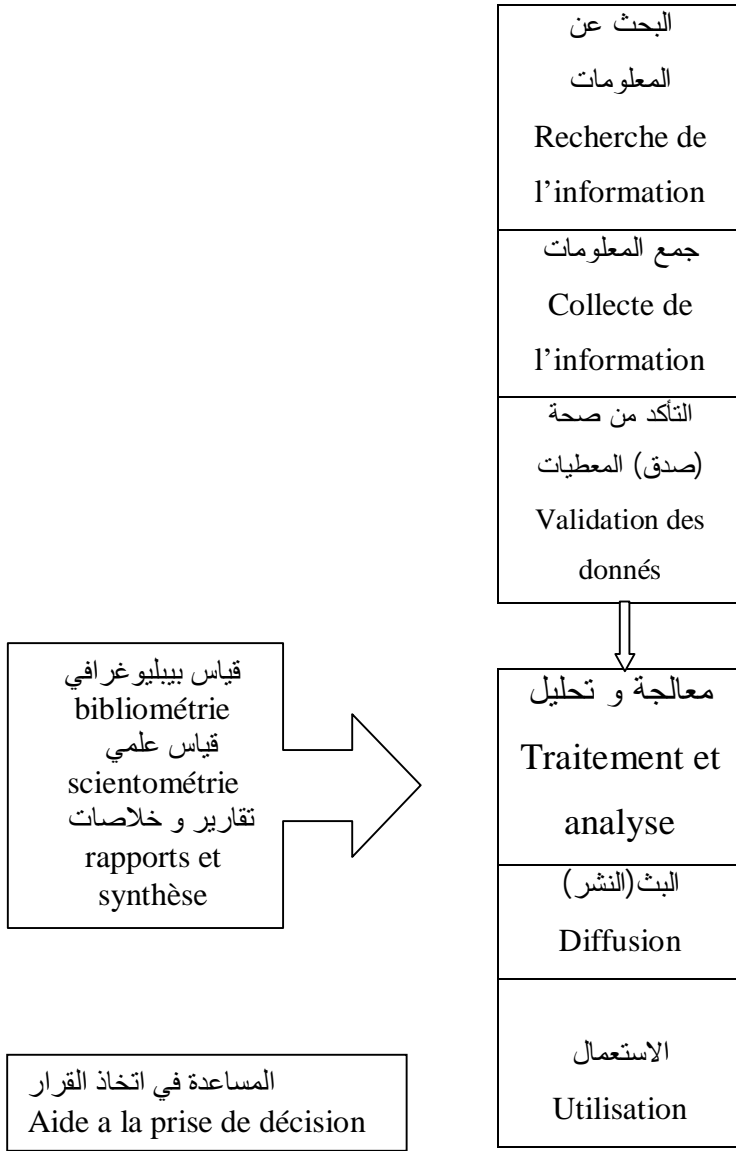 البحث عن
المعلومات
Recherche de
l’information
جمع المعلومات
Collecte de
l’information
التأكد من صحة
(صدق) المعطيات
Validation des
donnés
قياس بيبليوغرافي
bibliométrie
قياس علمي
scientométrie
تقارير و خلاصات
rapports et
synthèse
معالجة و تحليل
Traitement et
analyse
البث(النشر)
Diffusion
الاستعمال
Utilisation
المساعدة في اتخاذ القرار
Aide a la prise de décision